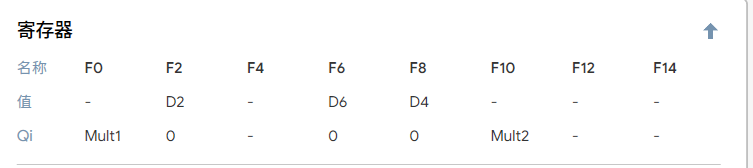 寄存器
名称 F0 F2 F4 F6 F8 F10 F12 F14
值 - D2 - D6 D4 - - -
Qi Mult1 0 - 0 0 Mult2 - -